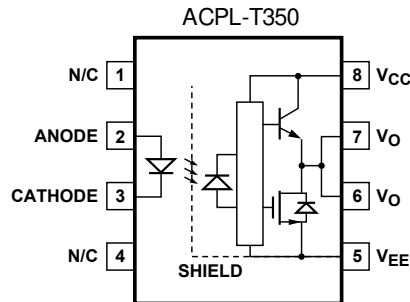 ACPL-T350
N/C 1
8 VCC
ANODE 2
7 VO
CATHODE 3
6 VO
N/C 4
5 VEE
SHIELD